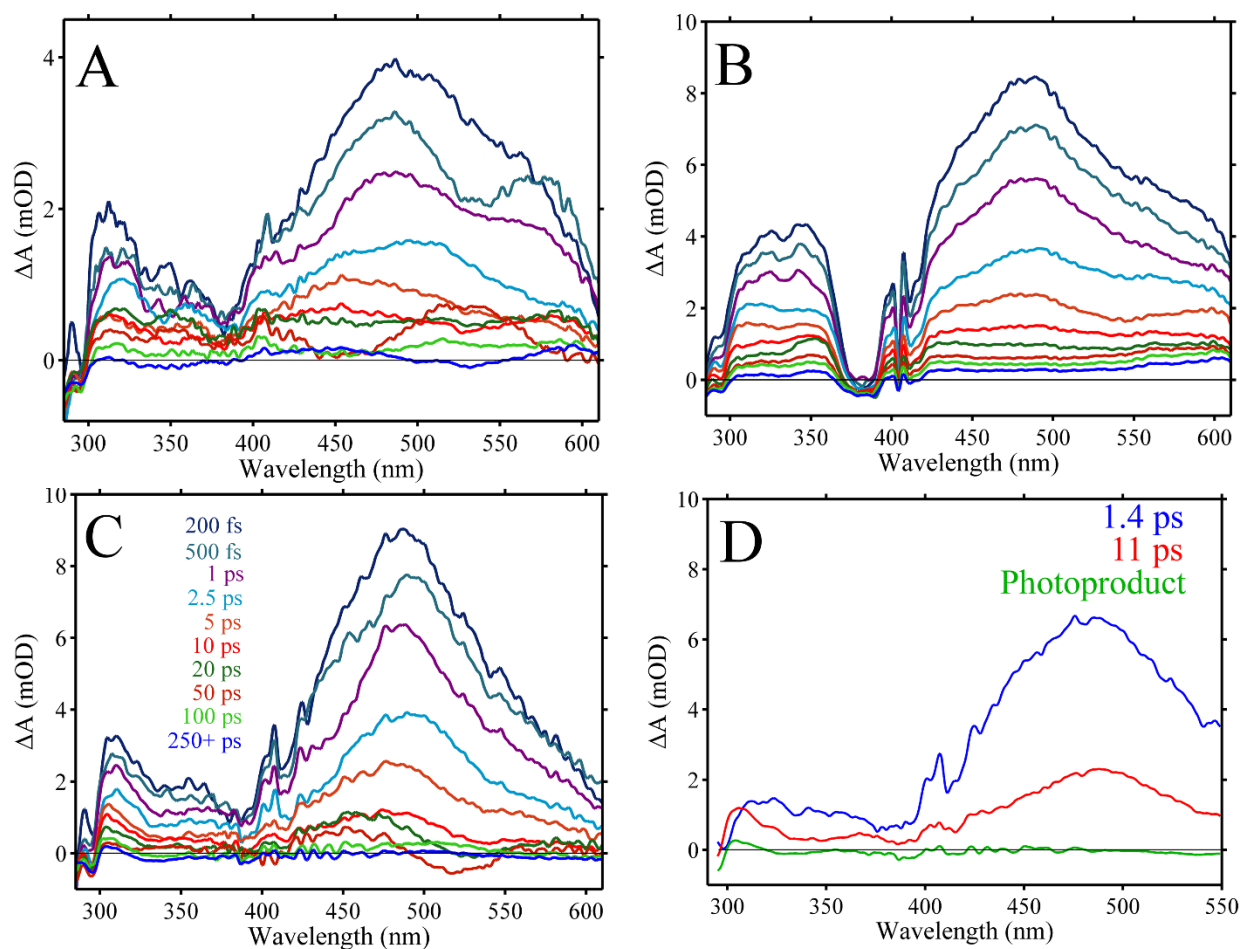 A
4
2
0
ΔA (mOD)
300
350
400
450
500
550
600
Wavelength (nm)
B
10
8
6
4
2
0
ΔA (mOD)
300
350
400
450
500
550
600
Wavelength (nm)
C
10
8
6
4
2
0
ΔA (mOD)
200 fs
500 fs
1 ps
2.5 ps
5 ps
10 ps
20 ps
50 ps
100 ps
250+ ps
300
350
400
450
500
550
600
Wavelength (nm)
D
10
8
6
4
2
0
ΔA (mOD)
1.4 ps
11 ps
Photoproduct
300
350
400
450
500
550
Wavelength (nm)